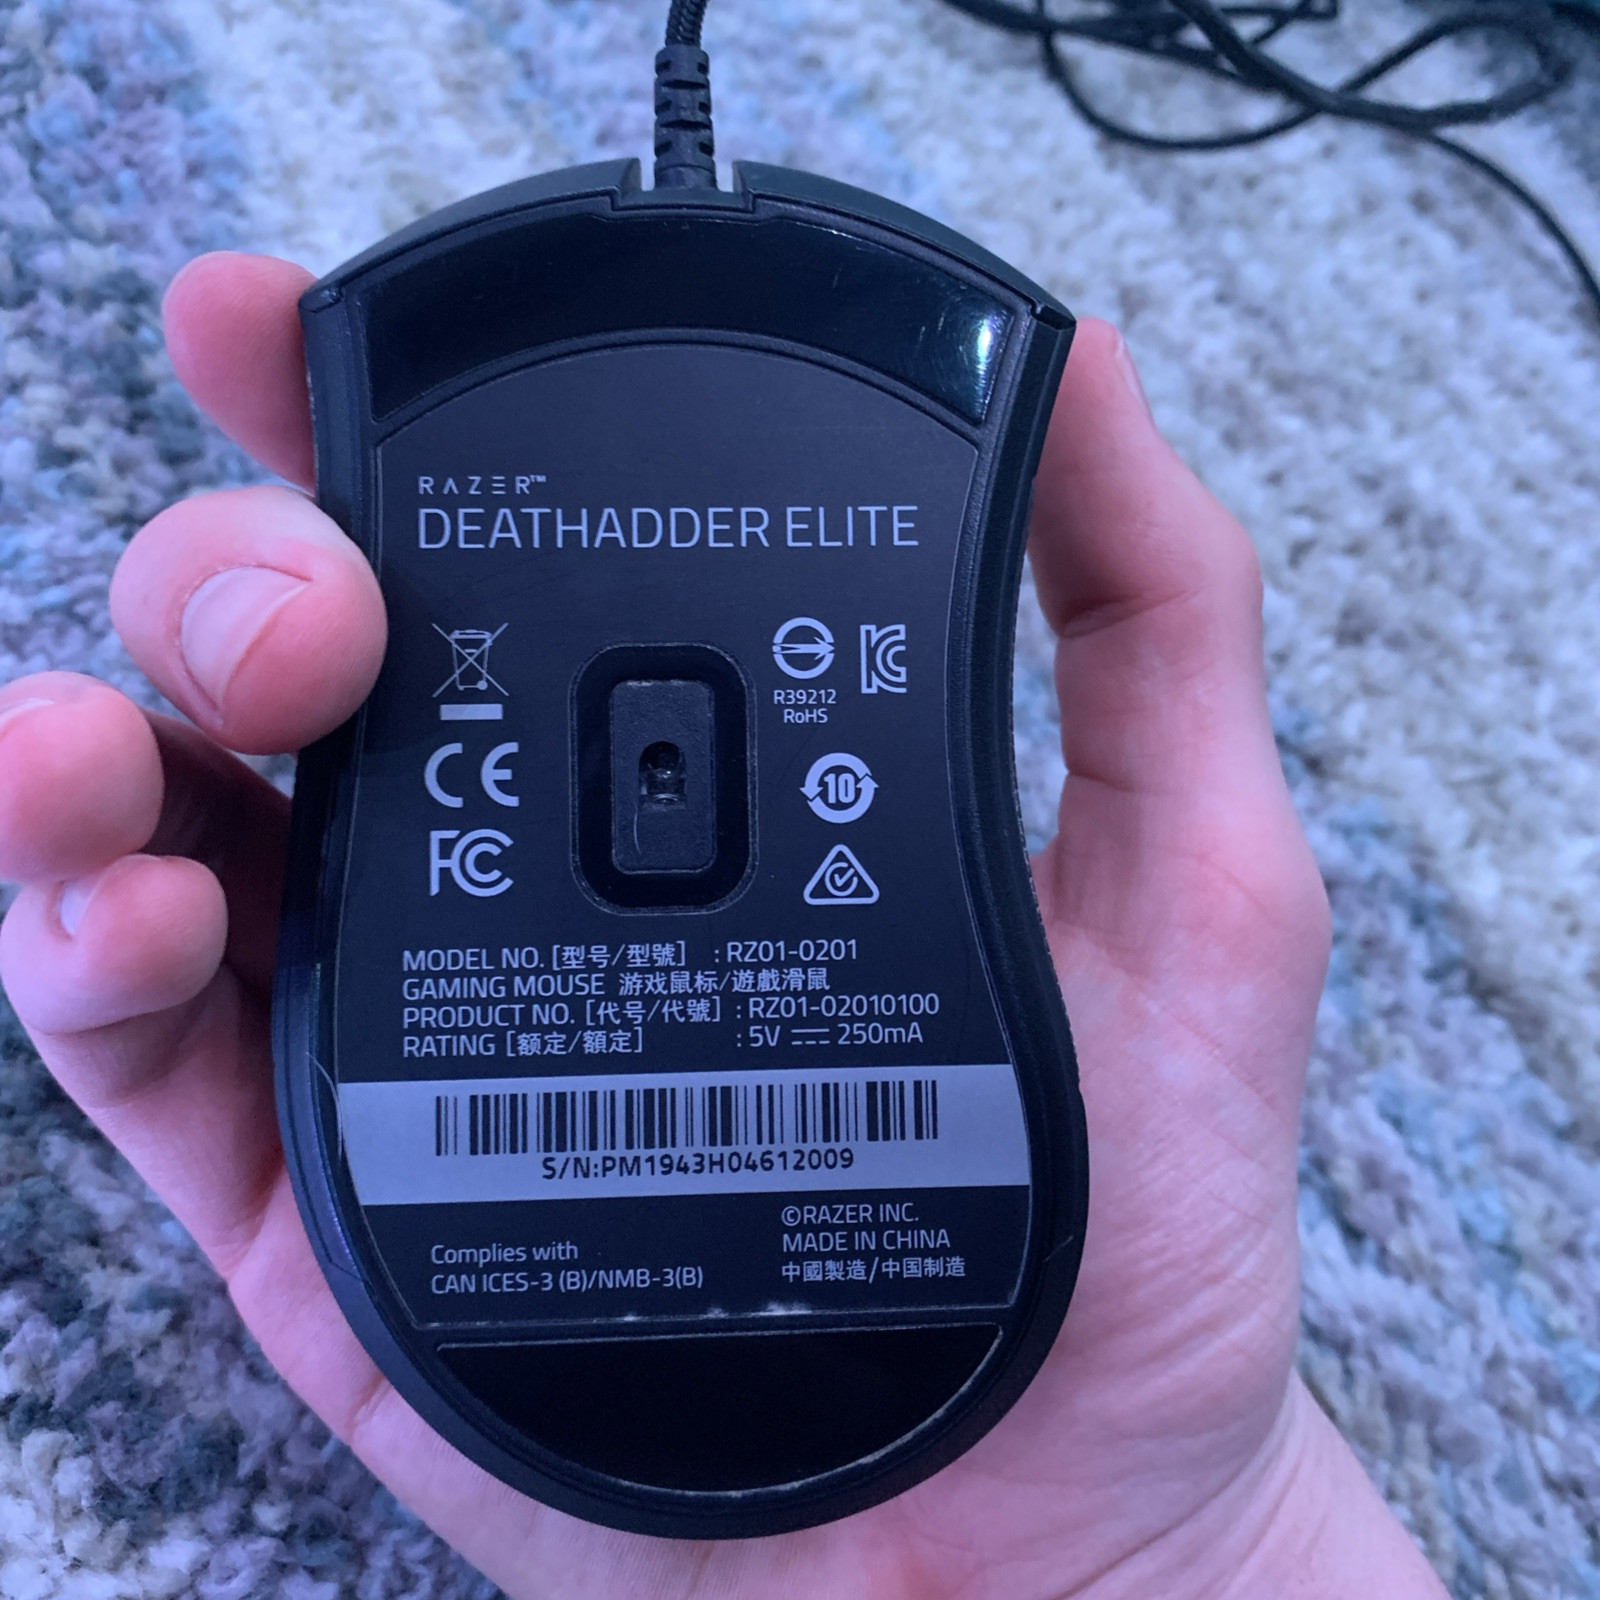 RAZER™
DEATHADDER ELITE
R39212
RoHS
CE
10
FC
MODEL NO. [型号/型號] : RZ01-0201
GAMING MOUSE 游戏鼠标/遊戲滑鼠
PRODUCT NO. [代号/代號] : RZ01-02010100
RATING [额定/額定] : 5V ⎓ 250mA
S/N:PM1943H04612009
©RAZER INC.
MADE IN CHINA
中國製造/中国制造
Complies with
CAN ICES-3 (B)/NMB-3(B)